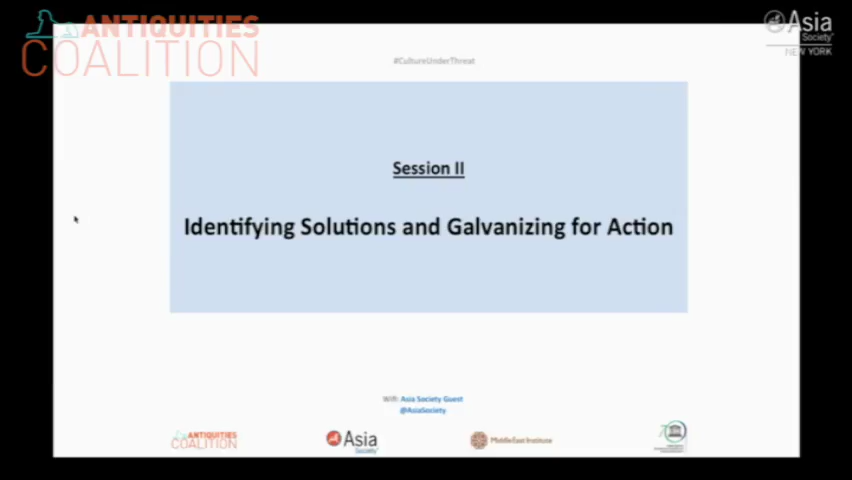 ANTIQUITIES
COALITION
Asia
Society
NEW YORK
#CultureUnderThreat
Session II
Identifying Solutions and Galvanizing for Action
Wifi: Asia Society Guest
@AsiaSociety
ANTIQUITIES
COALITION
Asia
Society
Middle East Institute